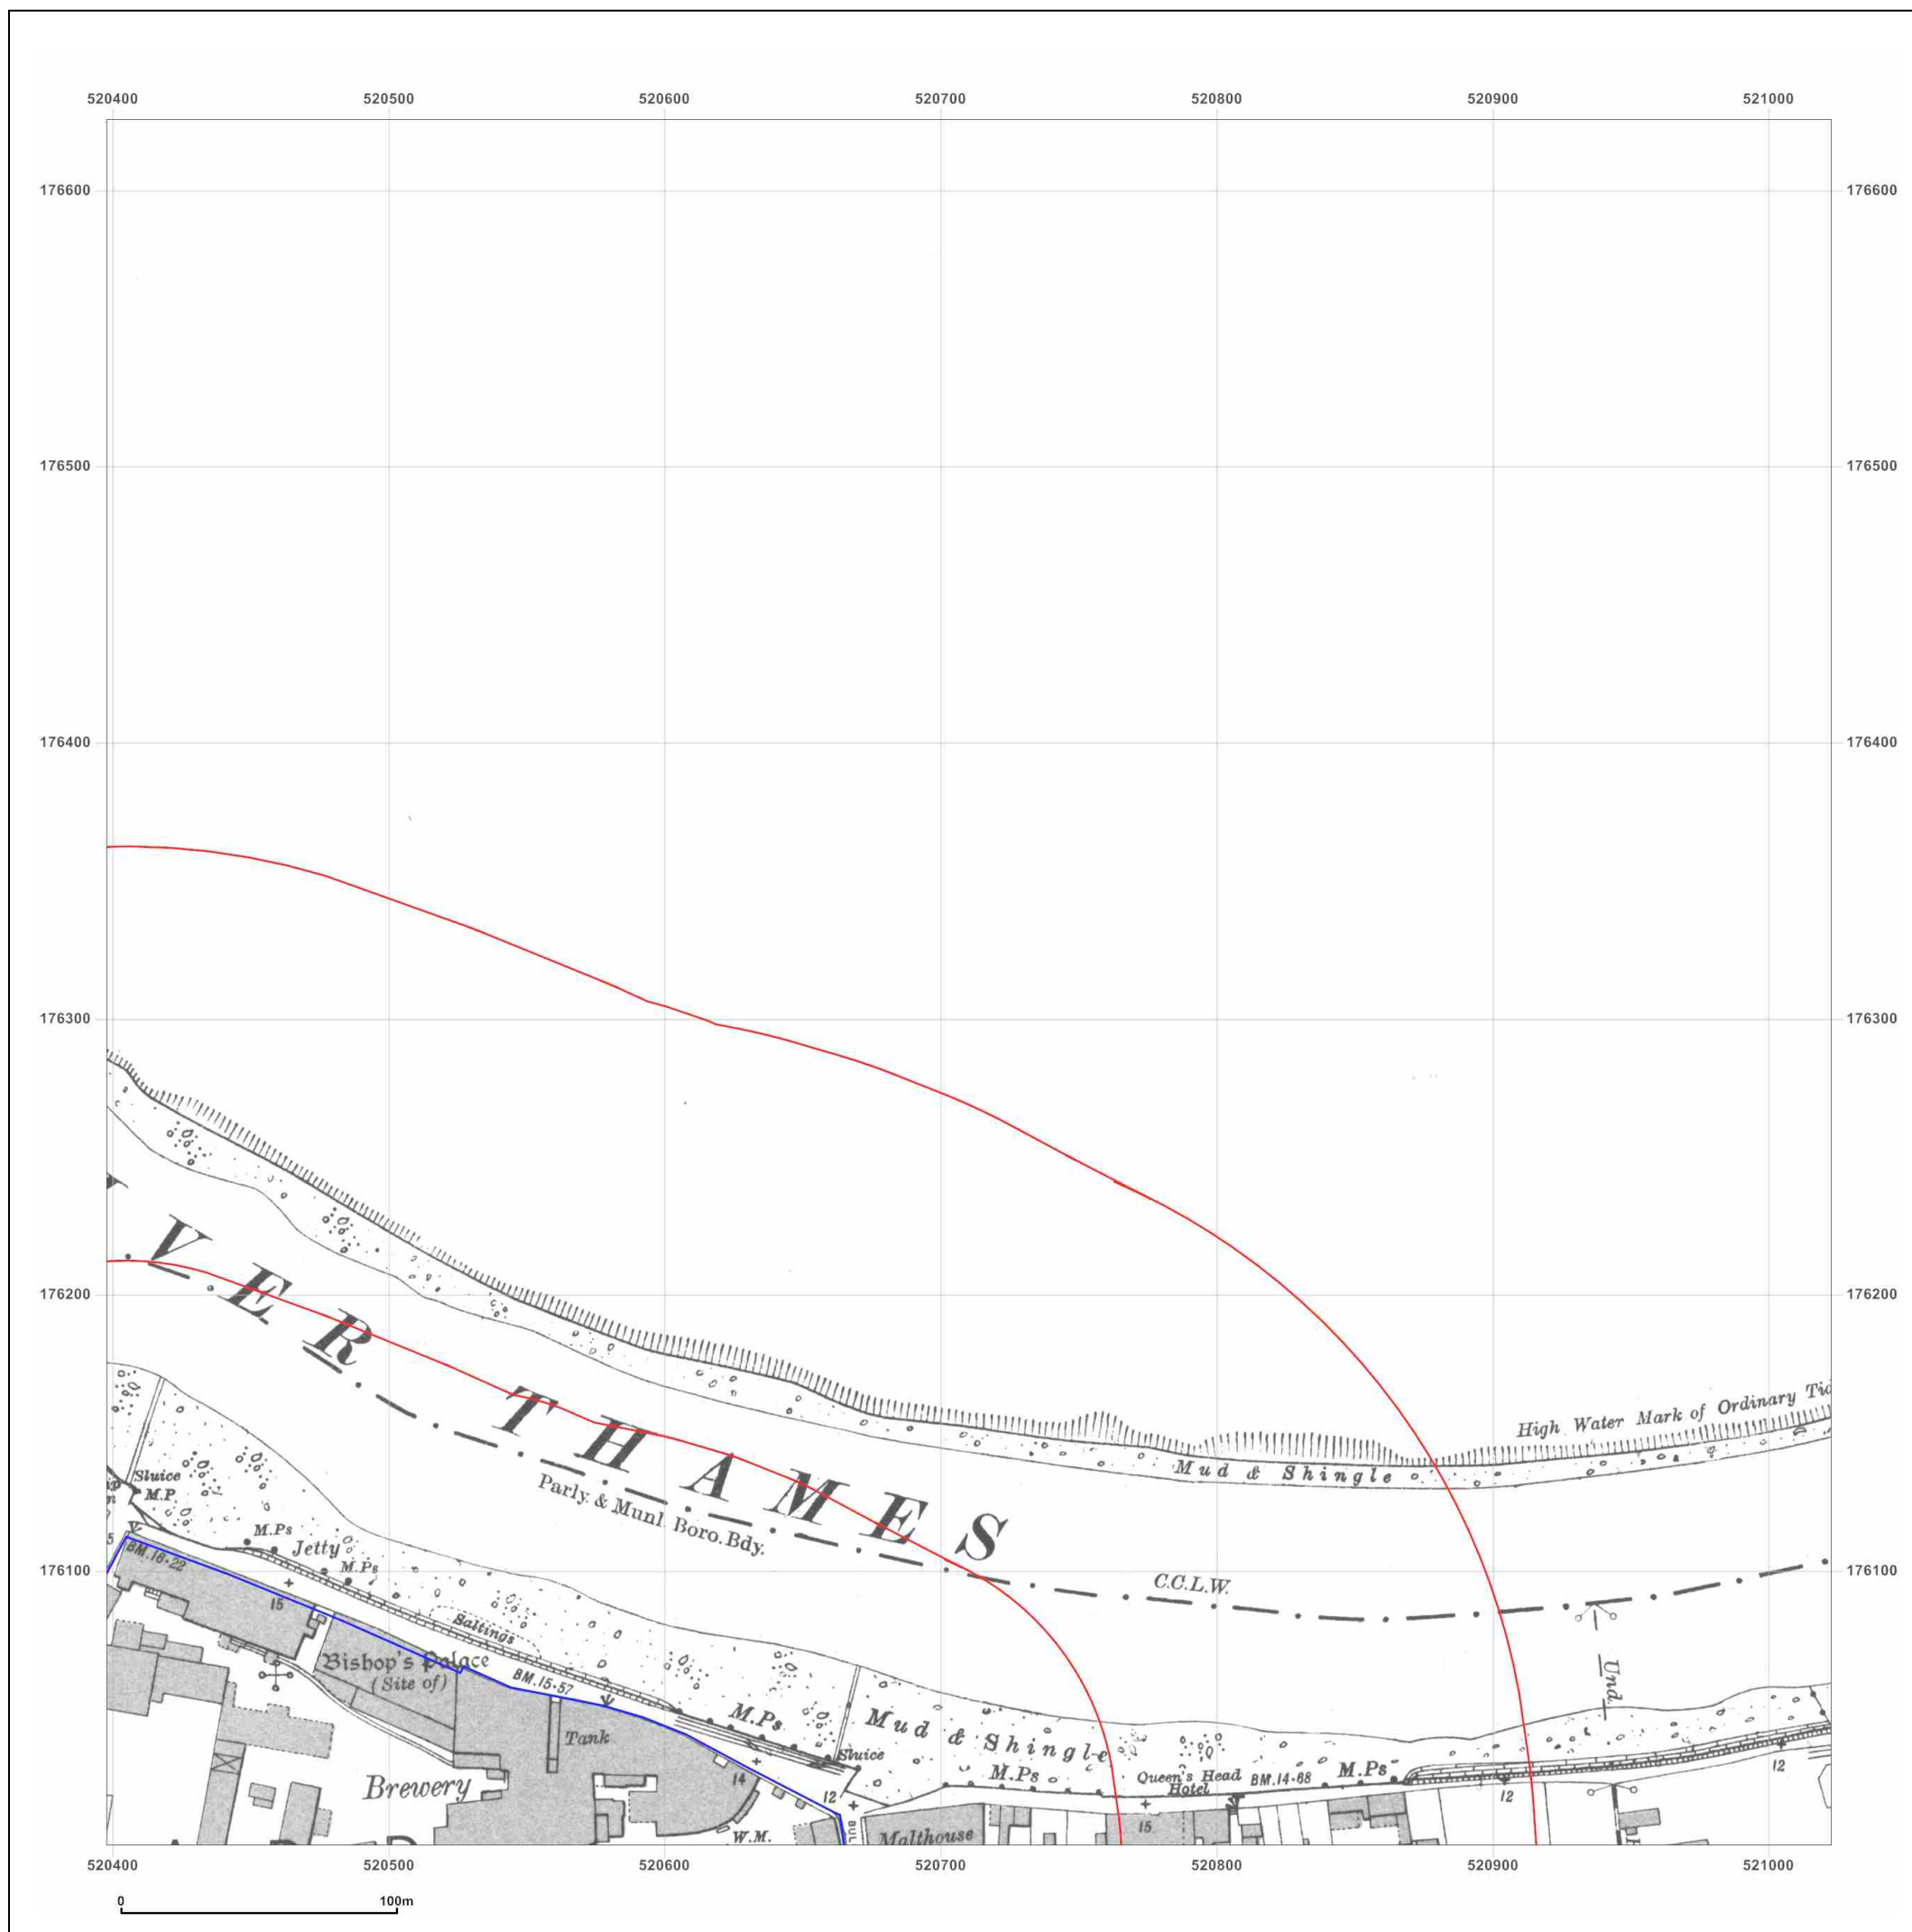 520400 520500 520600 520700 520800 520900 521000
176600 176600
176500 176500
176400 176400
176300 176300
176200 176200
176100 176100
VER THAMES
High Water Mark of Ordinary
Mud & Shingle
Parly. & Munl. Boro. Bdy.
C.C.L.W.
Und.
Sluice
M.P.
M.Ps
Jetty
M.Ps
BM.16·22
15
Saltings
Bishop's Palace
(Site of)
BM.15·57
Tank
Brewery
M.Ps
Sluice
14
12
W.M.
Mud & Shingle
M.Ps
Queen's Head
Hotel
BM.14·68
M.Ps
15
12
12
Malthouse
520400 520500 520600 520700 520800 520900 521000
0 100m